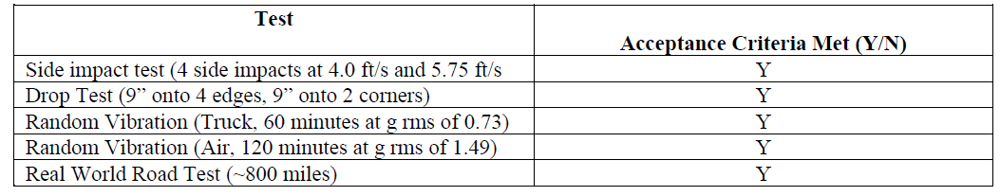 Test
Acceptance Criteria Met (Y/N)
Side impact test (4 side impacts at 4.0 ft/s and 5.75 ft/s Y
Drop Test (9” onto 4 edges, 9” onto 2 corners) Y
Random Vibration (Truck, 60 minutes at g rms of 0.73) Y
Random Vibration (Air, 120 minutes at g rms of 1.49) Y
Real World Road Test (~800 miles) Y